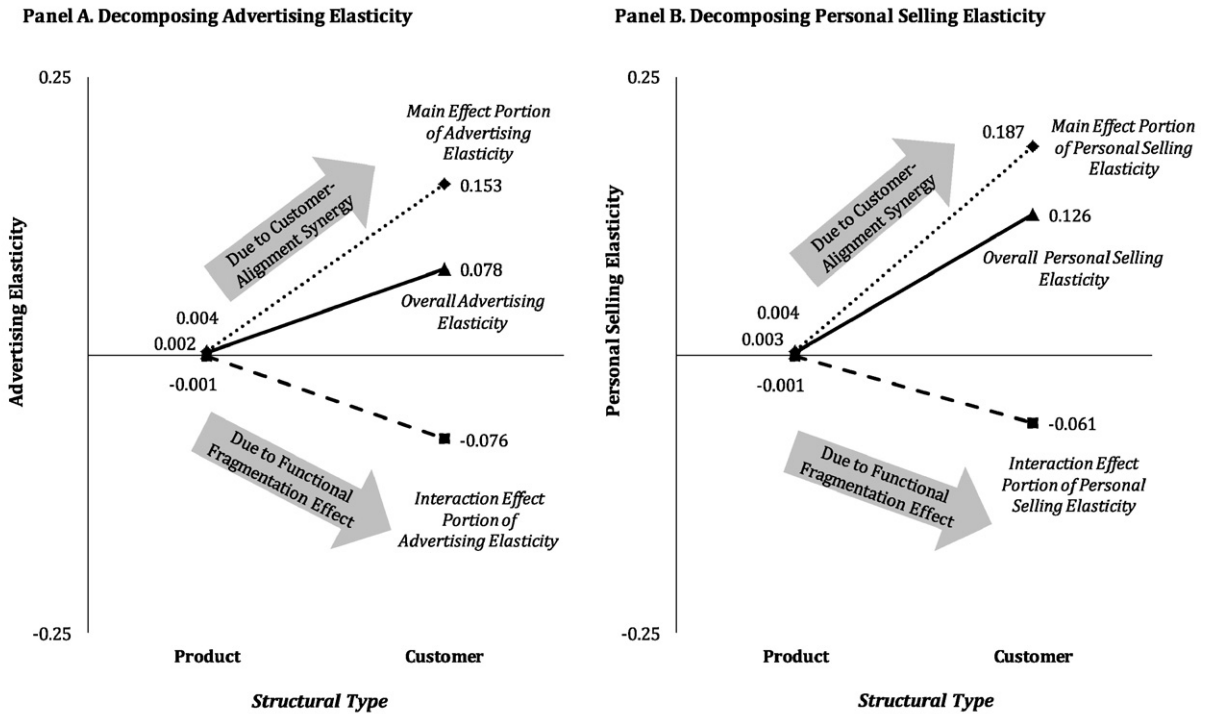 Panel A. Decomposing Advertising Elasticity
0.25
Main Effect Portion
of Advertising
Elasticity
0.153
Due to Customer-
Alignment Synergy
0.078
Overall Advertising
Elasticity
0.004
0.002
-0.001
Advertising Elasticity
-0.076
Due to Functional
Fragmentation Effect
Interaction Effect
Portion of
Advertising Elasticity
-0.25
Product
Customer
Structural Type
Panel B. Decomposing Personal Selling Elasticity
0.25
0.187
Main Effect Portion
of Personal Selling
Elasticity
Due to Customer-
Alignment Synergy
0.126
Overall Personal Selling
Elasticity
0.004
0.003
-0.001
Personal Selling Elasticity
-0.061
Due to Functional
Fragmentation Effect
Interaction Effect
Portion of Personal
Selling Elasticity
-0.25
Product
Customer
Structural Type